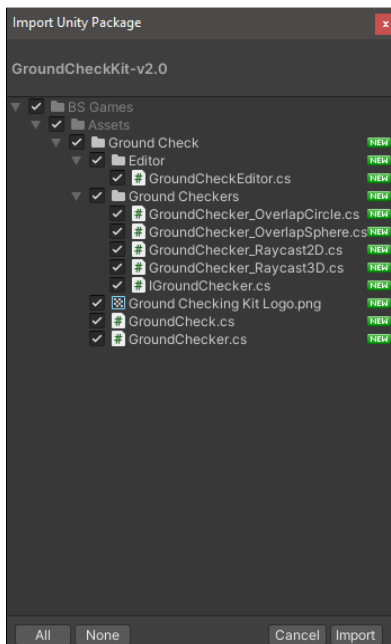 Import Unity Package
x
GroundCheckKit-v2.0
BS Games
Assets
Ground Check NEW
Editor NEW
# GroundCheckEditor.cs NEW
Ground Checkers NEW
# GroundChecker_OverlapCircle.cs NEW
# GroundChecker_OverlapSphere.cs NEW
# GroundChecker_Raycast2D.cs NEW
# GroundChecker_Raycast3D.cs NEW
# IGroundChecker.cs NEW
Ground Checking Kit Logo.png NEW
# GroundCheck.cs NEW
# GroundChecker.cs NEW
All None Cancel Import